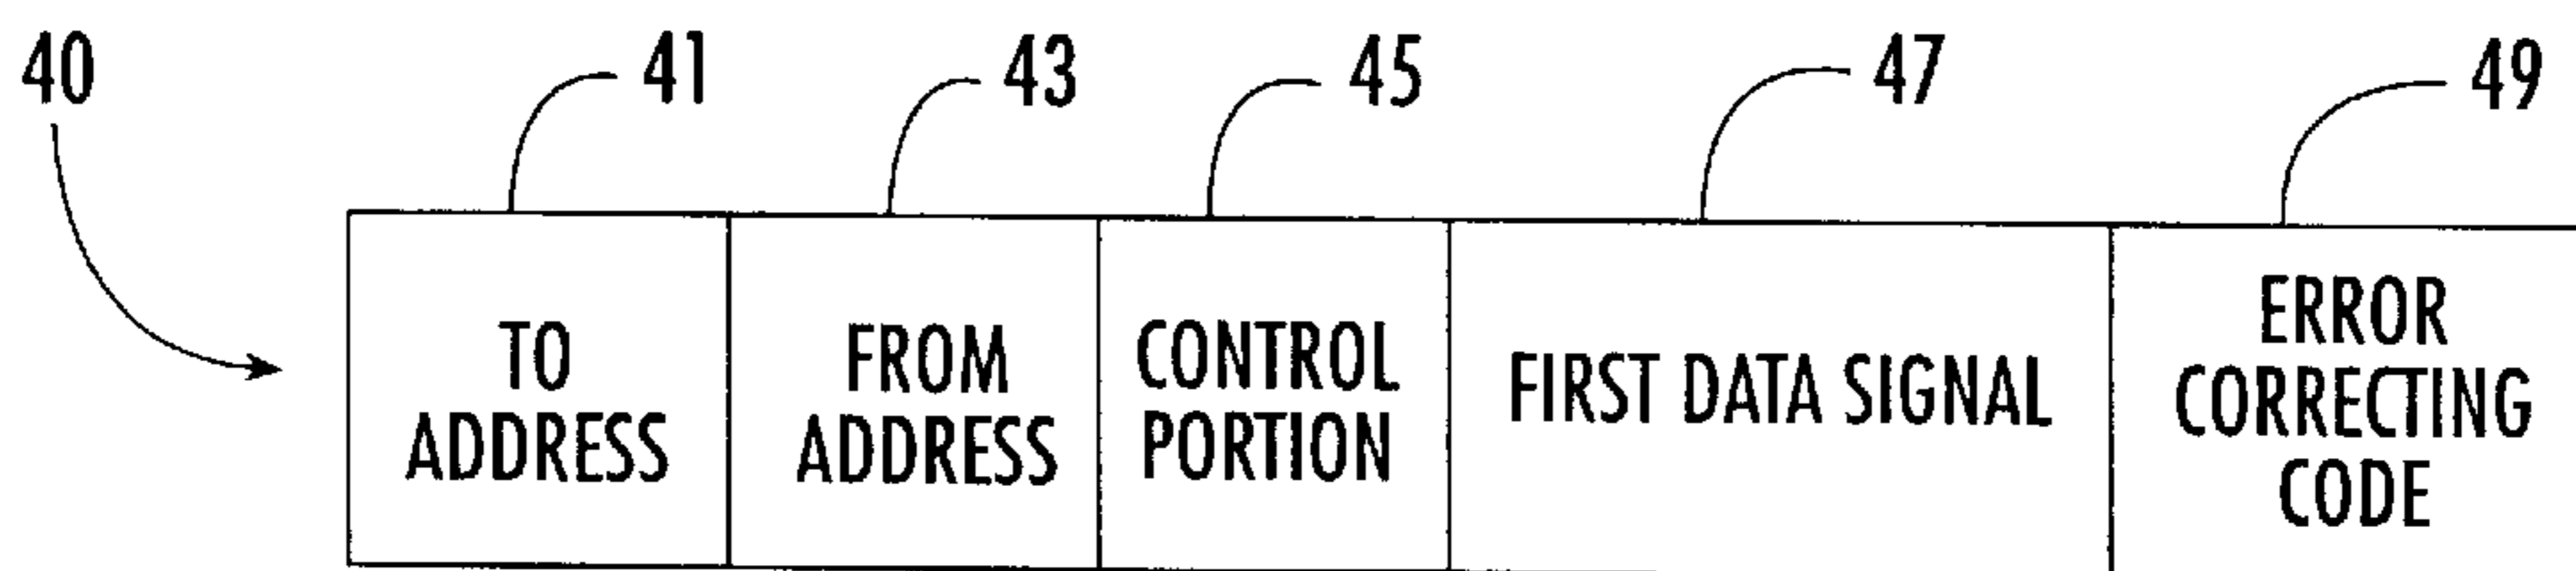 40
41
43
45
47
49
TO
ADDRESS
FROM
ADDRESS
CONTROL
PORTION
FIRST DATA SIGNAL
ERROR
CORRECTING
CODE